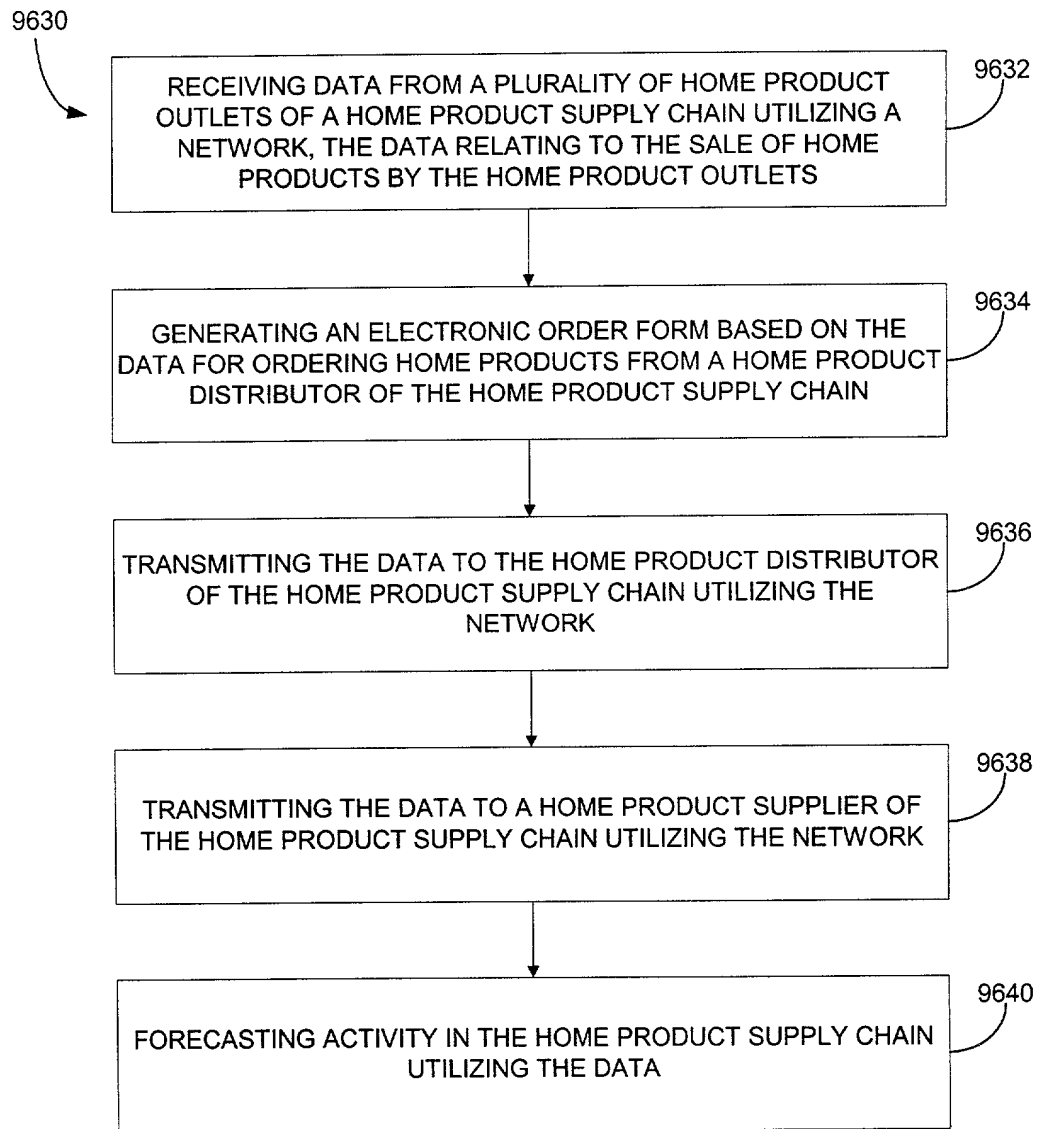 9630
RECEIVING DATA FROM A PLURALITY OF HOME PRODUCT
OUTLETS OF A HOME PRODUCT SUPPLY CHAIN UTILIZING A
NETWORK, THE DATA RELATING TO THE SALE OF HOME
PRODUCTS BY THE HOME PRODUCT OUTLETS
9632
GENERATING AN ELECTRONIC ORDER FORM BASED ON THE
DATA FOR ORDERING HOME PRODUCTS FROM A HOME PRODUCT
DISTRIBUTOR OF THE HOME PRODUCT SUPPLY CHAIN
9634
TRANSMITTING THE DATA TO THE HOME PRODUCT DISTRIBUTOR
OF THE HOME PRODUCT SUPPLY CHAIN UTILIZING THE
NETWORK
9636
TRANSMITTING THE DATA TO A HOME PRODUCT SUPPLIER OF
THE HOME PRODUCT SUPPLY CHAIN UTILIZING THE NETWORK
9638
FORECASTING ACTIVITY IN THE HOME PRODUCT SUPPLY CHAIN
UTILIZING THE DATA
9640